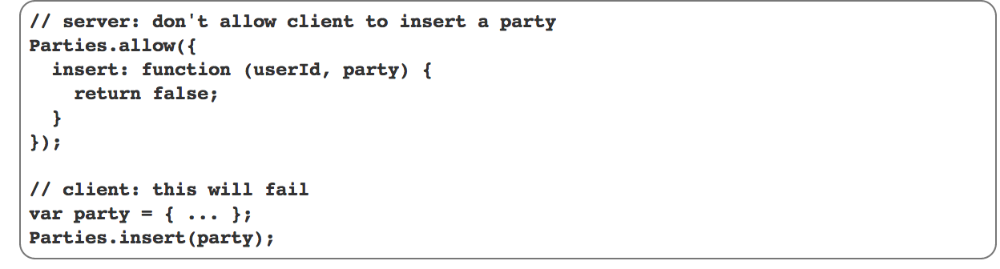 // server: don't allow client to insert a party
Parties.allow({
  insert: function (userId, party) {
    return false;
  }
});

// client: this will fail
var party = { ... };
Parties.insert(party);